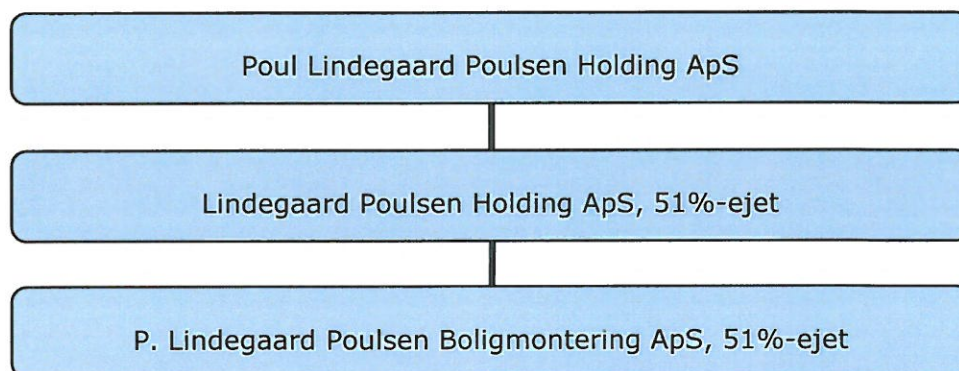 Poul Lindegaard Poulsen Holding ApS
Lindegaard Poulsen Holding ApS, 51%-ejet
P. Lindegaard Poulsen Boligmontering ApS, 51%-ejet